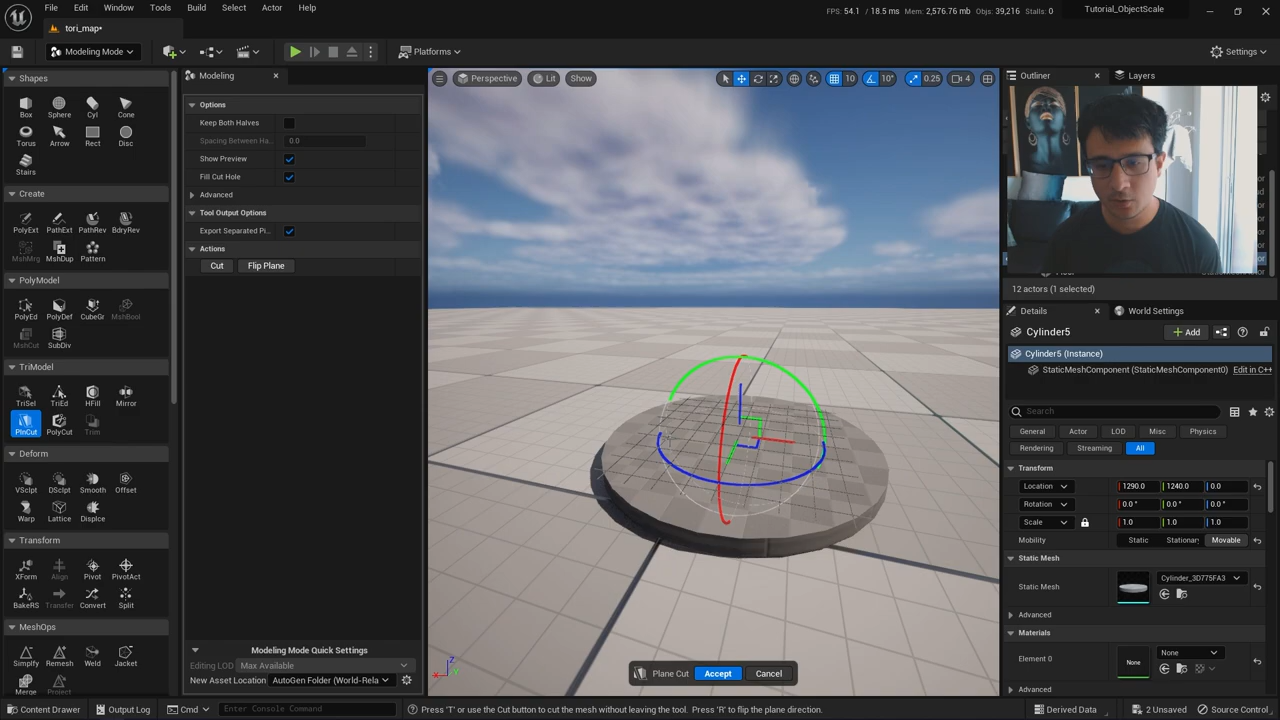 File Edit Window Tools Build Select Actor Help
FPS: 54.1 / 18.5 ms Mem: 2,576.76 mb Objs: 39,216 Stalls: 0
Tutorial_ObjectScale
tori_map*
Modeling Mode
Platforms
Settings
Shapes
Modeling
Perspective Lit Show
10 10° 0.25 4
Outliner Layers
Box Sphere Cyl Cone
Torus Arrow Rect Disc
Stairs
Create
PolyExt PathExt PathRev BdryRev
MshMrg MshDup Pattern
PolyModel
PolyEd PolyDef CubeGr MshBool
MshCut SubDiv
TriModel
TriSel TriEd HFill Mirror
PlnCut PolyCut Trim
Deform
VSculpt DSculpt Smooth Offset
Warp Lattice Displce
Transform
XForm Align Pivot PivotAct
BakeRS Transfer Convert Split
MeshOps
Simplfy Remesh Weld Jacket
Merge Project
Options
Keep Both Halves
Spacing Between Ha... 0.0
Show Preview
Fill Cut Hole
Advanced
Tool Output Options
Export Separated Pi...
Actions
Cut Flip Plane
Modeling Mode Quick Settings
Editing LOD Max Available
New Asset Location AutoGen Folder (World-Rela
Z
Plane Cut Accept Cancel
12 actors (1 selected)
Details World Settings
Cylinder5 Add
Cylinder5 (Instance)
StaticMeshComponent (StaticMeshComponent0) Edit in C++
Search
General Actor LOD Misc Physics
Rendering Streaming All
Transform
Location 1290.0 1240.0 0.0
Rotation 0.0 ° 0.0 ° 0.0 °
Scale 1.0 1.0 1.0
Mobility Static Stationary Movable
Static Mesh
Static Mesh Cylinder_3D775FA3
Advanced
Materials
Element 0 None None
Advanced
Content Drawer Output Log Cmd Enter Console Command
Press 'T' or use the Cut button to cut the mesh without leaving the tool. Press 'R' to flip the plane direction.
Derived Data 2 Unsaved Source Control